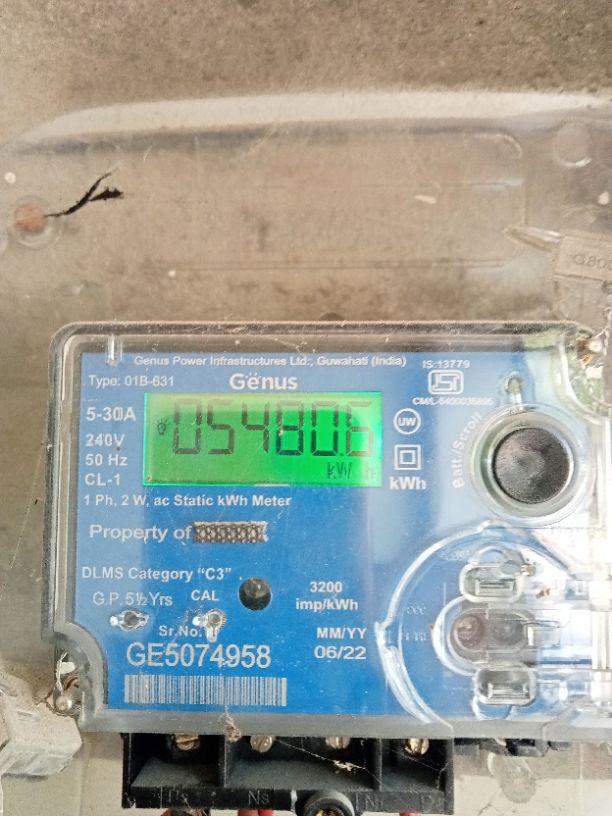 Genus Power Infrastructures Ltd., Guwahati (India)
IS:13779
Type: 01B-631
Genus
CM/L-5400035895
5-30A
05480.6
kWh
UW
240V
50 Hz
CL-1
kWh
Batt./Scroll
1 Ph, 2 W, ac Static kWh Meter
Property of
DLMS Category "C3"
G.P. 5½ Yrs
CAL
3200
imp/kWh
Sr.No.
MM/YY
GE5074958
06/22